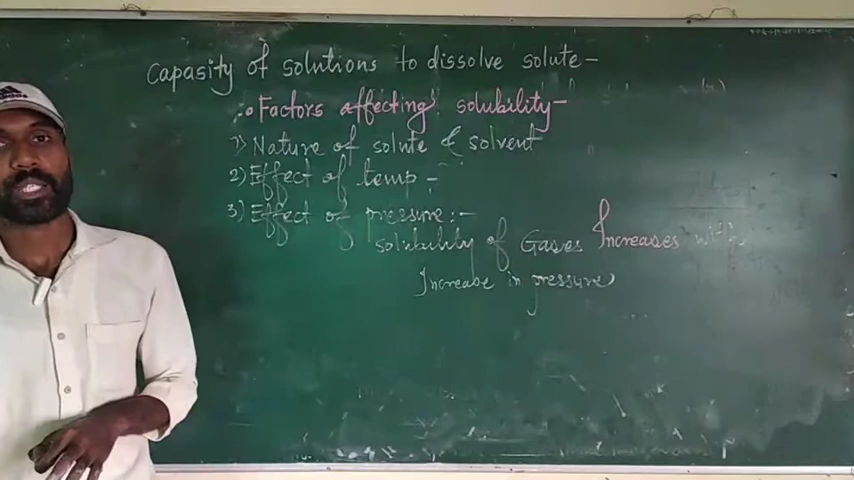 Capasity of solutions to dissolve solute -
Factors affecting solubility -
1) Nature of solute & solvent
2) Effect of temp -
3) Effect of pressure :-
solubility of Gases Increases with
Increase in pressure